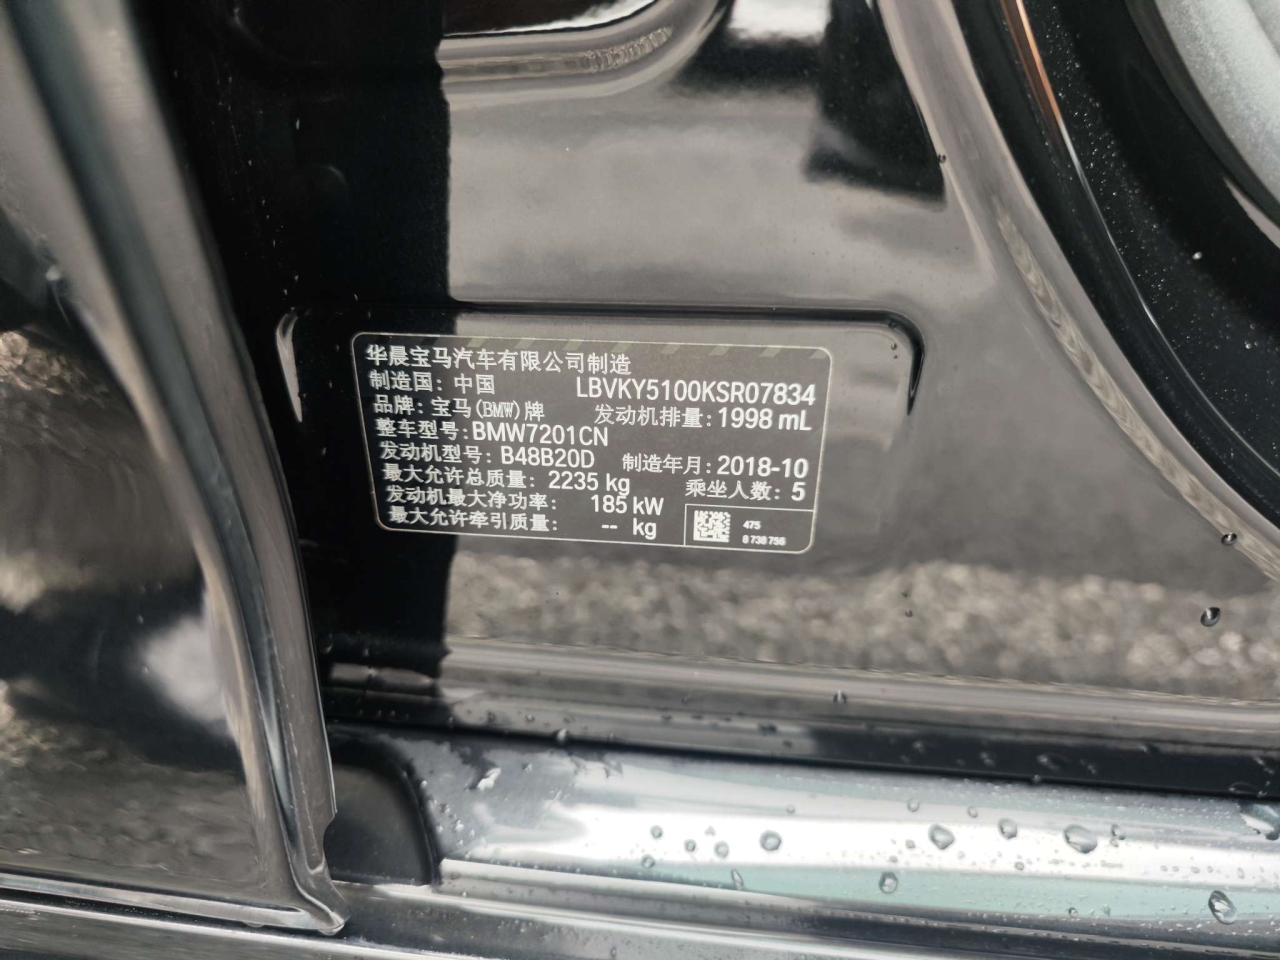 华晨宝马汽车有限公司制造
制造国：中国 LBVKY5100KSR07834
品牌：宝马(BMW)牌 发动机排量：1998 mL
整车型号：BMW7201CN
发动机型号：B48B20D 制造年月：2018-10
最大允许总质量：2235 kg 乘坐人数：5
发动机最大净功率：185 kW
最大允许牵引质量：-- kg
475
8 738 756